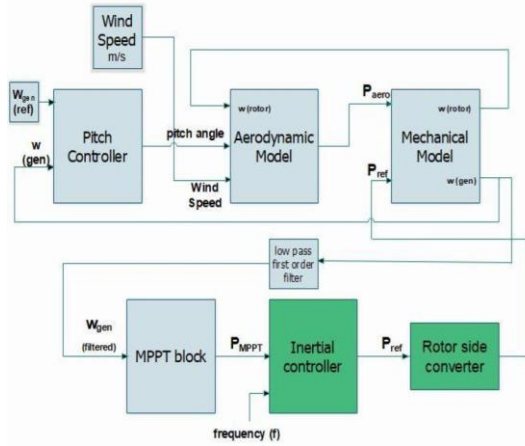 Wind
Speed
m/s
Wgen
(ref)
w
(gen)
Pitch
Controller
pitch angle
Wind
Speed
w (rotor)
Aerodynamic
Model
Paero
Pref
w (rotor)
Mechanical
Model
w (gen)
low pass
first order
filter
Wgen
(filtered)
MPPT block
PMPPT
frequency (f)
Inertial
controller
Pref
Rotor side
converter